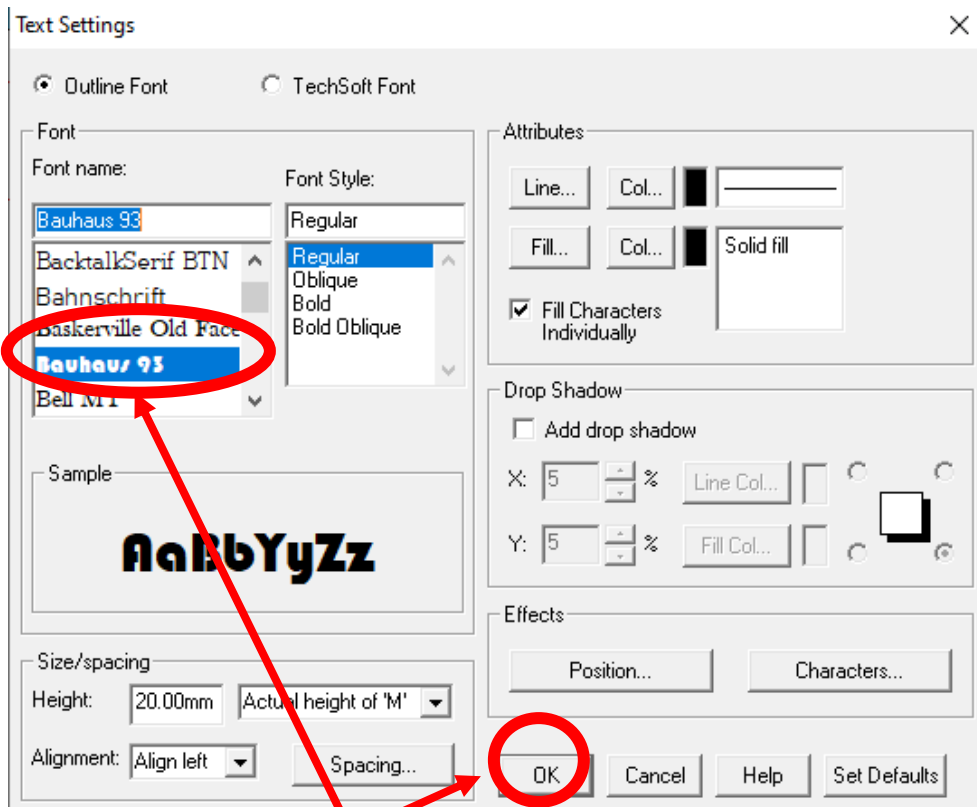 Text Settings
Outline Font
TechSoft Font
Font
Font name:
Font Style:
Bauhaus 93
Regular
BacktalkSerif BTN
Bahnschrift
Baskerville Old Face
Bauhaus 93
Bell MT
Regular
Oblique
Bold
Bold Oblique
Sample
AaBbYyZz
Size/spacing
Height:
20.00mm
Actual height of 'M'
Alignment:
Align left
Spacing...
Attributes
Line...
Col...
Fill...
Col...
Solid fill
Fill Characters
Individually
Drop Shadow
Add drop shadow
X:
5
%
Line Col...
Y:
5
%
Fill Col...
Effects
Position...
Characters...
OK
Cancel
Help
Set Defaults